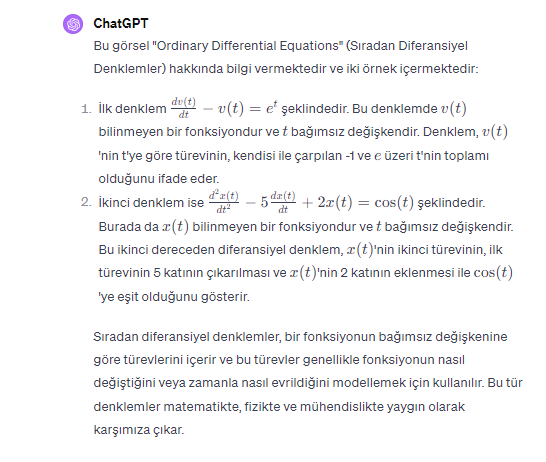 ChatGPT
Bu görsel "Ordinary Differential Equations" (Sıradan Diferansiyel
Denklemler) hakkında bilgi vermektedir ve iki örnek içermektedir:
1. İlk denklem dv(t)/dt − v(t) = e^t şeklindedir. Bu denklemde v(t)
bilinmeyen bir fonksiyondur ve t bağımsız değişkendir. Denklem, v(t)
'nin t'ye göre türevinin, kendisi ile çarpılan -1 ve e üzeri t'nin toplamı
olduğunu ifade eder.
2. İkinci denklem ise d²x(t)/dt² − 5 dx(t)/dt + 2x(t) = cos(t) şeklindedir.
Burada da x(t) bilinmeyen bir fonksiyondur ve t bağımsız değişkendir.
Bu ikinci dereceden diferansiyel denklem, x(t)'nin ikinci türevinin, ilk
türevinin 5 katının çıkarılması ve x(t)'nin 2 katının eklenmesi ile cos(t)
'ye eşit olduğunu gösterir.
Sıradan diferansiyel denklemler, bir fonksiyonun bağımsız değişkenine
göre türevlerini içerir ve bu türevler genellikle fonksiyonun nasıl
değiştiğini veya zamanla nasıl evrildiğini modellemek için kullanılır. Bu tür
denklemler matematikte, fizikte ve mühendislikte yaygın olarak
karşımıza çıkar.